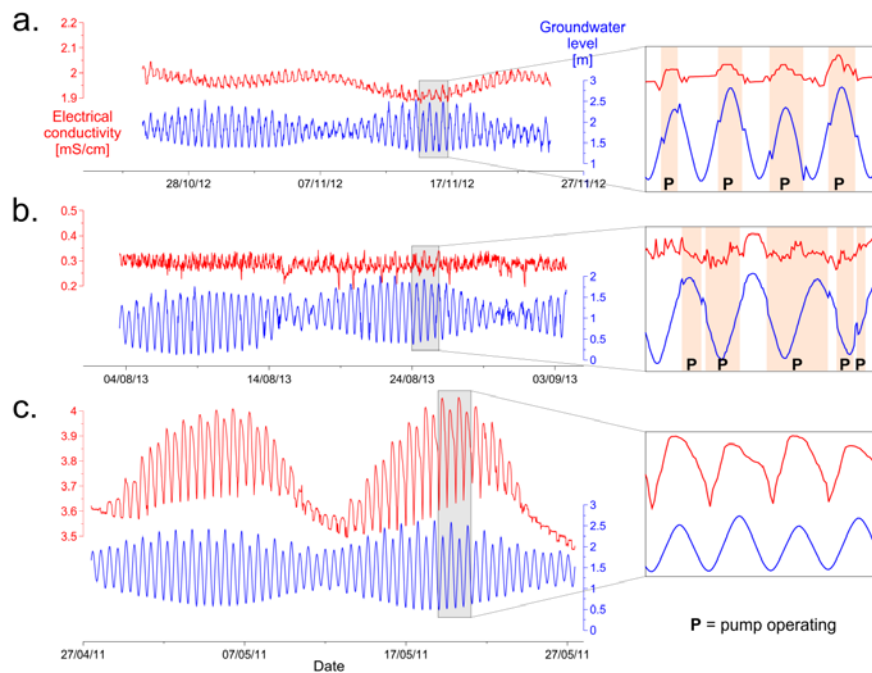 a.
2.2
2.1
2.0
1.9
Electrical
conductivity
[mS/cm]
Groundwater
level
[m]
3
2.5
2
1.5
1
28/10/12
07/11/12
17/11/12
27/11/12
P
P
P
P
b.
0.5
0.4
0.3
0.2
2
1.5
1
0.5
0
04/08/13
14/08/13
24/08/13
03/09/13
P
P
P
P
P
c.
4
3.9
3.8
3.7
3.6
3.5
3
2.5
2
1.5
1
0.5
0
27/04/11
07/05/11
17/05/11
27/05/11
Date
P = pump operating